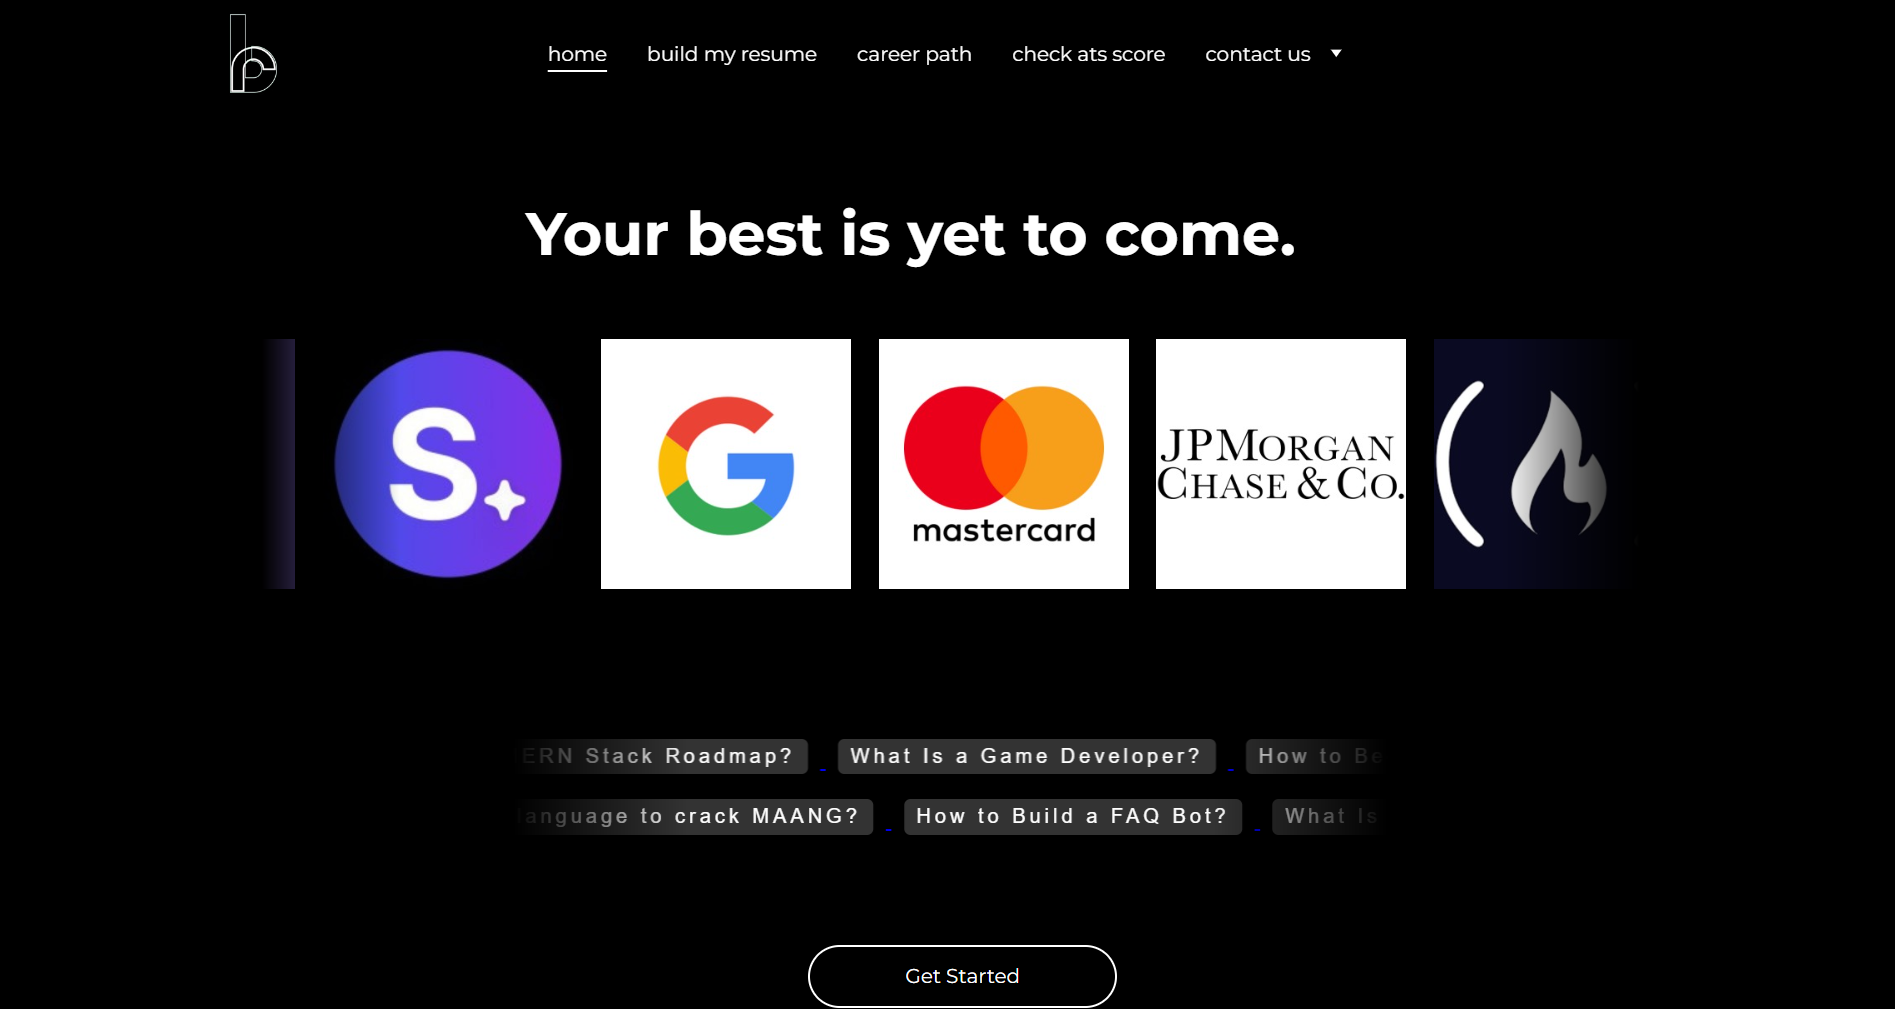 home build my resume career path check ats score contact us
Your best is yet to come.
S
G
mastercard
JPMORGAN
CHASE & CO.
ERN Stack Roadmap? What Is a Game Developer? How to Be
language to crack MAANG? How to Build a FAQ Bot? What Is
Get Started